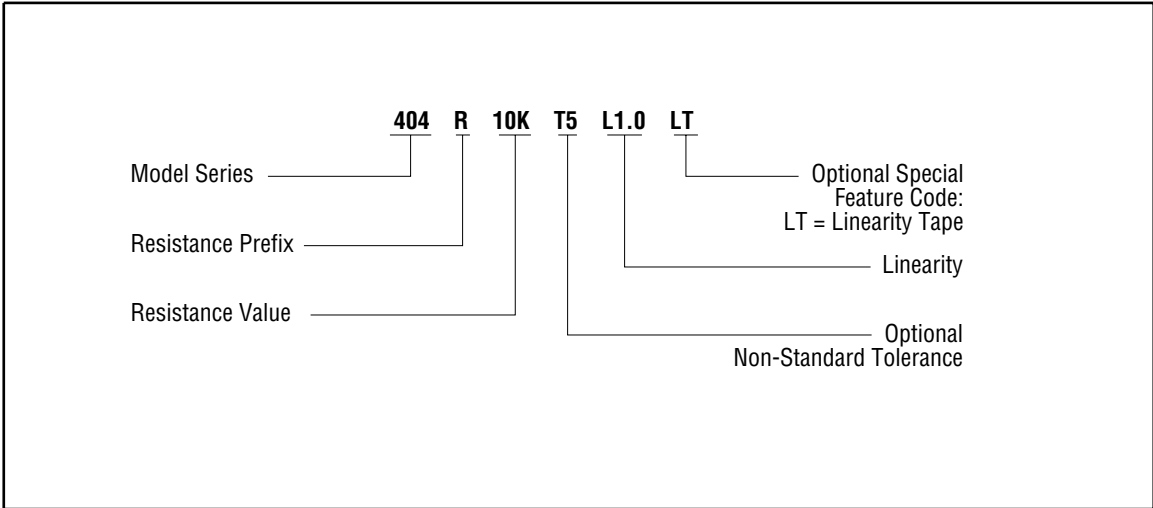 404 R 10K T5 L1.0 LT
Model Series
Optional Special
Feature Code:
LT = Linearity Tape
Resistance Prefix
Linearity
Resistance Value
Optional
Non-Standard Tolerance